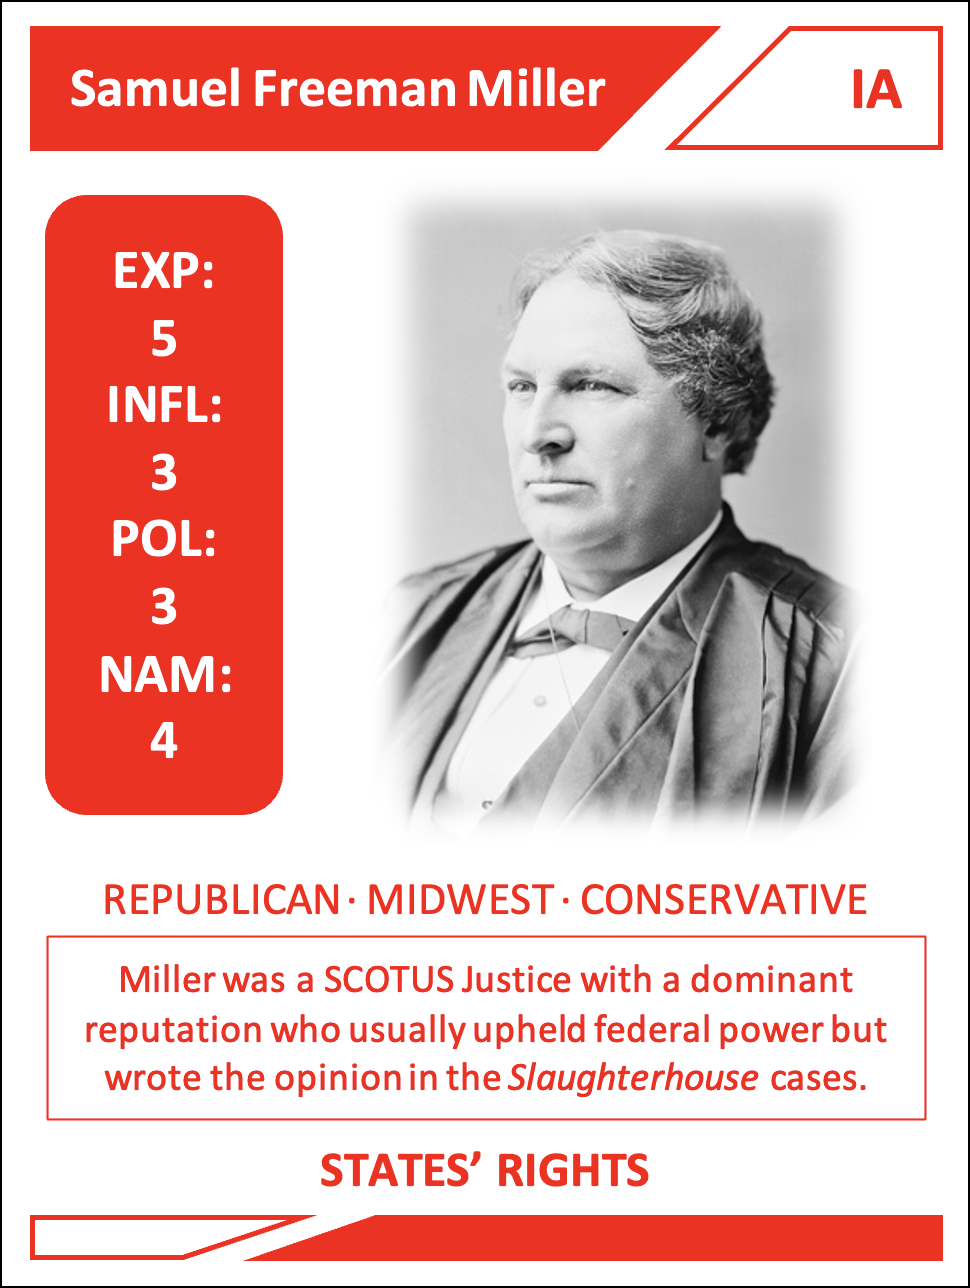 Samuel Freeman Miller
IA
EXP:
5
INFL:
3
POL:
3
NAM:
4
REPUBLICAN · MIDWEST · CONSERVATIVE
Miller was a SCOTUS Justice with a dominant
reputation who usually upheld federal power but
wrote the opinion in the Slaughterhouse cases.
STATES’ RIGHTS